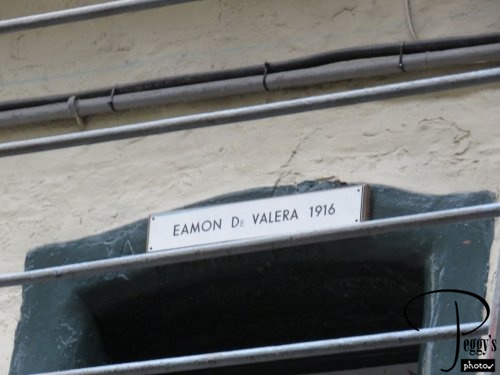 EAMON De VALERA 1916
Peggy's
photos